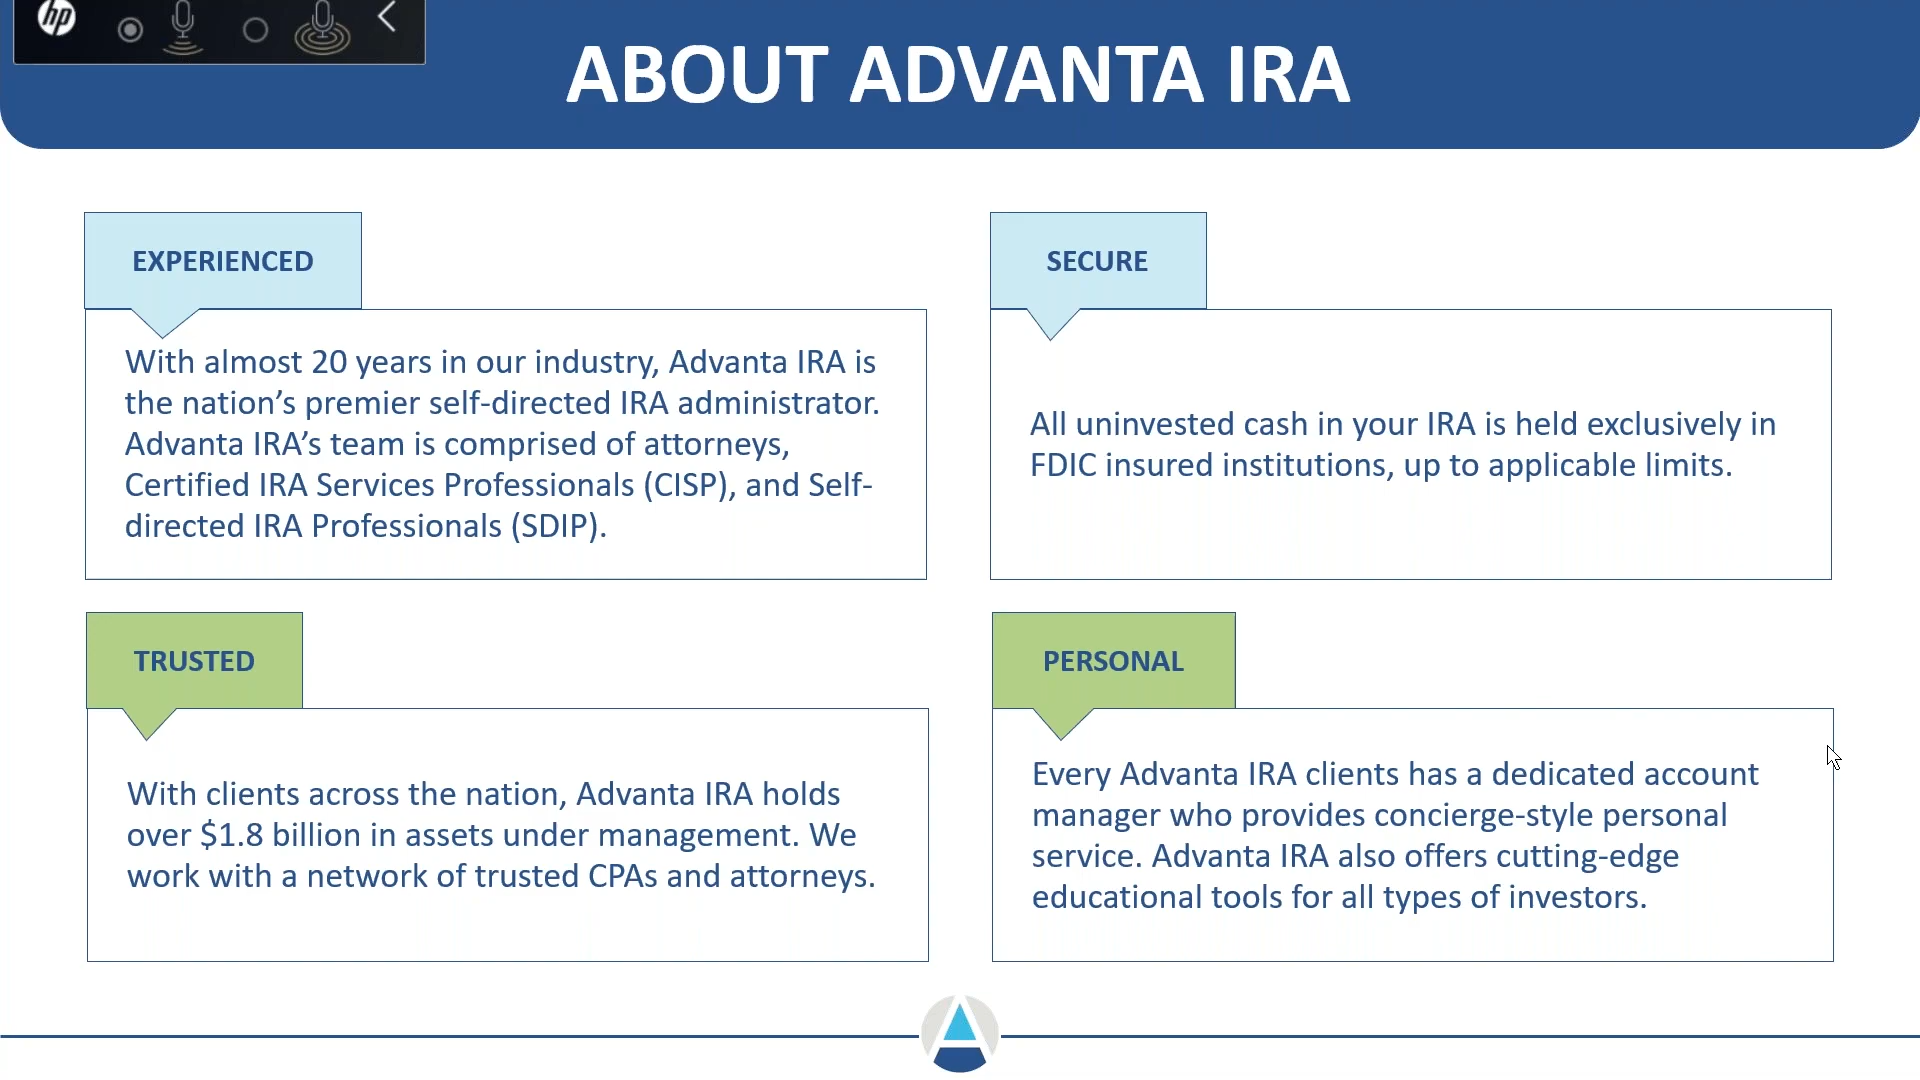 hp
ABOUT ADVANTA IRA
EXPERIENCED
With almost 20 years in our industry, Advanta IRA is
the nation’s premier self-directed IRA administrator.
Advanta IRA’s team is comprised of attorneys,
Certified IRA Services Professionals (CISP), and Self-
directed IRA Professionals (SDIP).
SECURE
All uninvested cash in your IRA is held exclusively in
FDIC insured institutions, up to applicable limits.
TRUSTED
With clients across the nation, Advanta IRA holds
over $1.8 billion in assets under management. We
work with a network of trusted CPAs and attorneys.
PERSONAL
Every Advanta IRA clients has a dedicated account
manager who provides concierge-style personal
service. Advanta IRA also offers cutting-edge
educational tools for all types of investors.